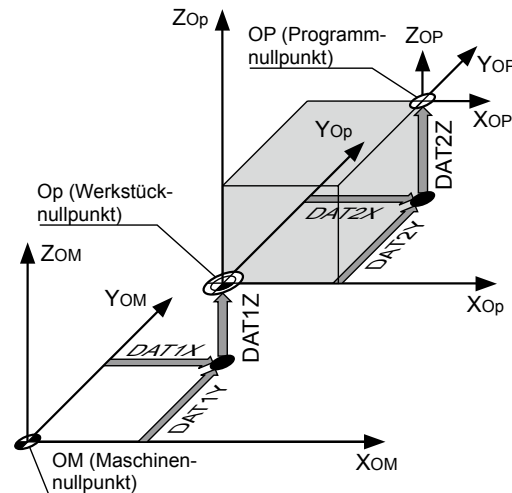 ZOp
OP (Programm-
nullpunkt)
ZOP
YOP
XOP
YOp
DAT2Z
Op (Werkstück-
nullpunkt)
DAT2X
DAT2Y
ZOM
YOM
XOp
DAT1Z
DAT1X
DAT1Y
OM (Maschinen-
nullpunkt)
XOM